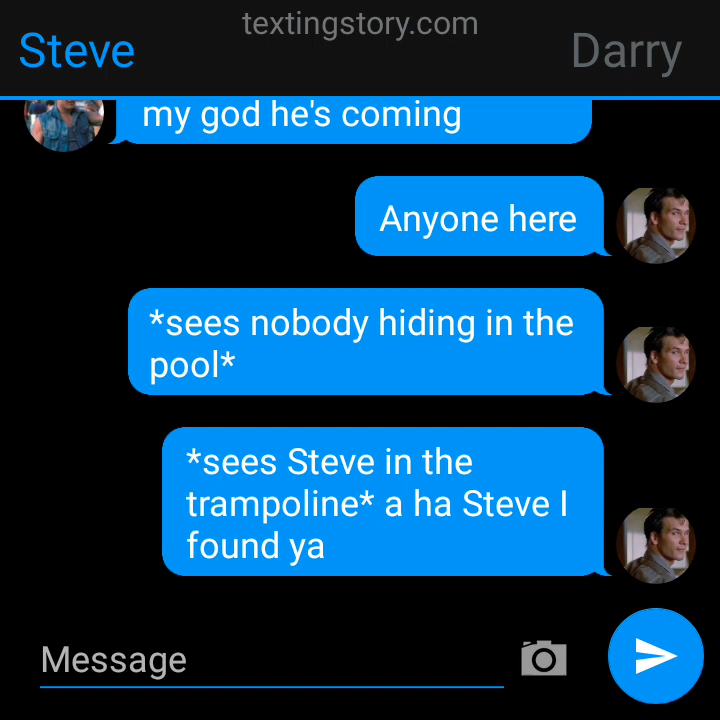 textingstory.com
Steve
Darry
my god he's coming
Anyone here
*sees nobody hiding in the
pool*
*sees Steve in the
trampoline* a ha Steve I
found ya
Message